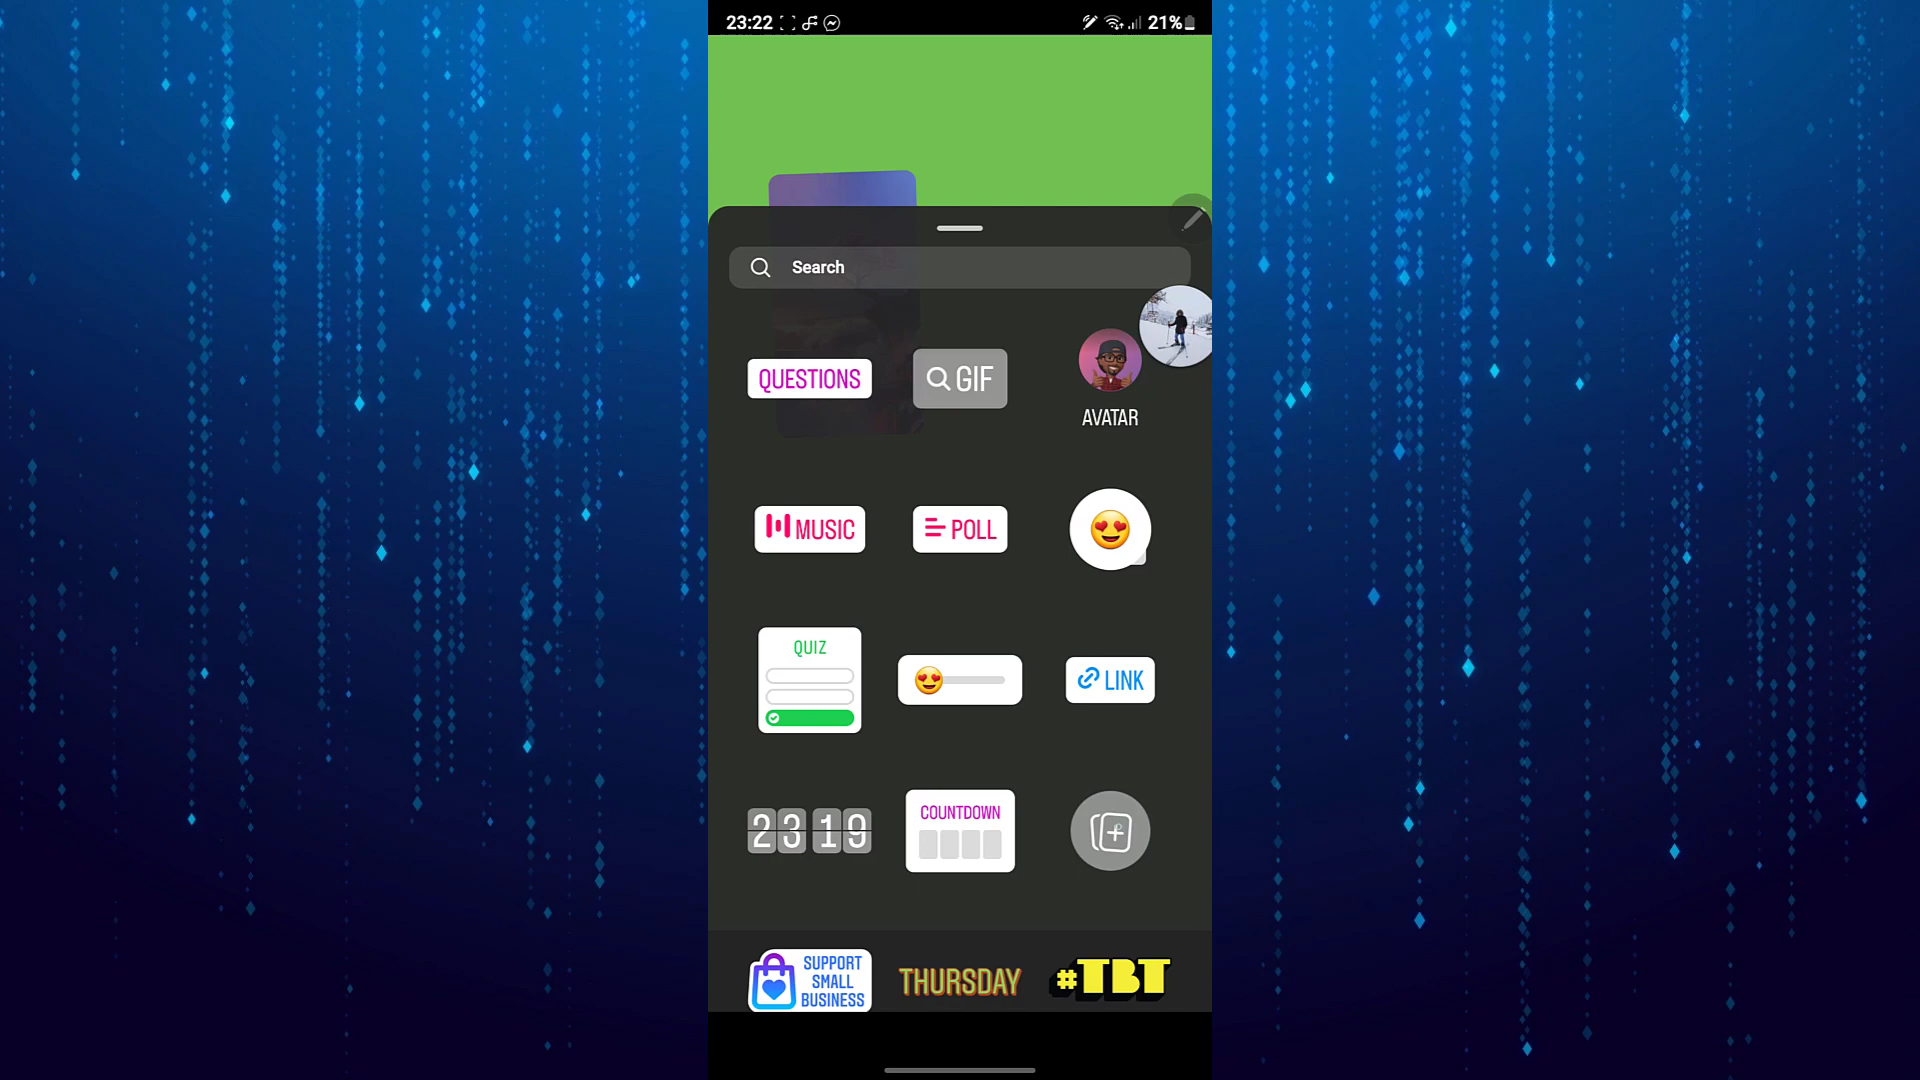 23:22
21%
Search
QUESTIONS
GIF
AVATAR
MUSIC
POLL
QUIZ
LINK
23 19
COUNTDOWN
SUPPORT
SMALL
BUSINESS
THURSDAY
#TBT